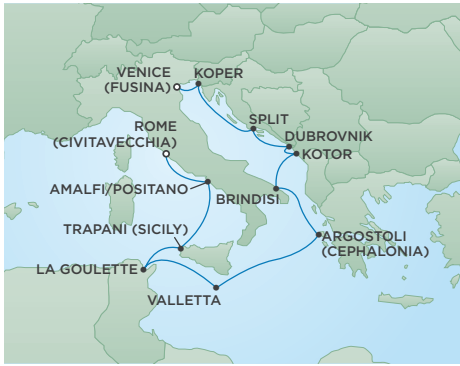 VENICE
(FUSINA)
KOPER
SPLIT
DUBROVNIK
KOTOR
ROME
(CIVITAVECCHIA)
AMALFI/POSITANO
BRINDISI
TRAPANI (SICILY)
ARGOSTOLI
(CEPHALONIA)
LA GOULETTE
VALLETTA